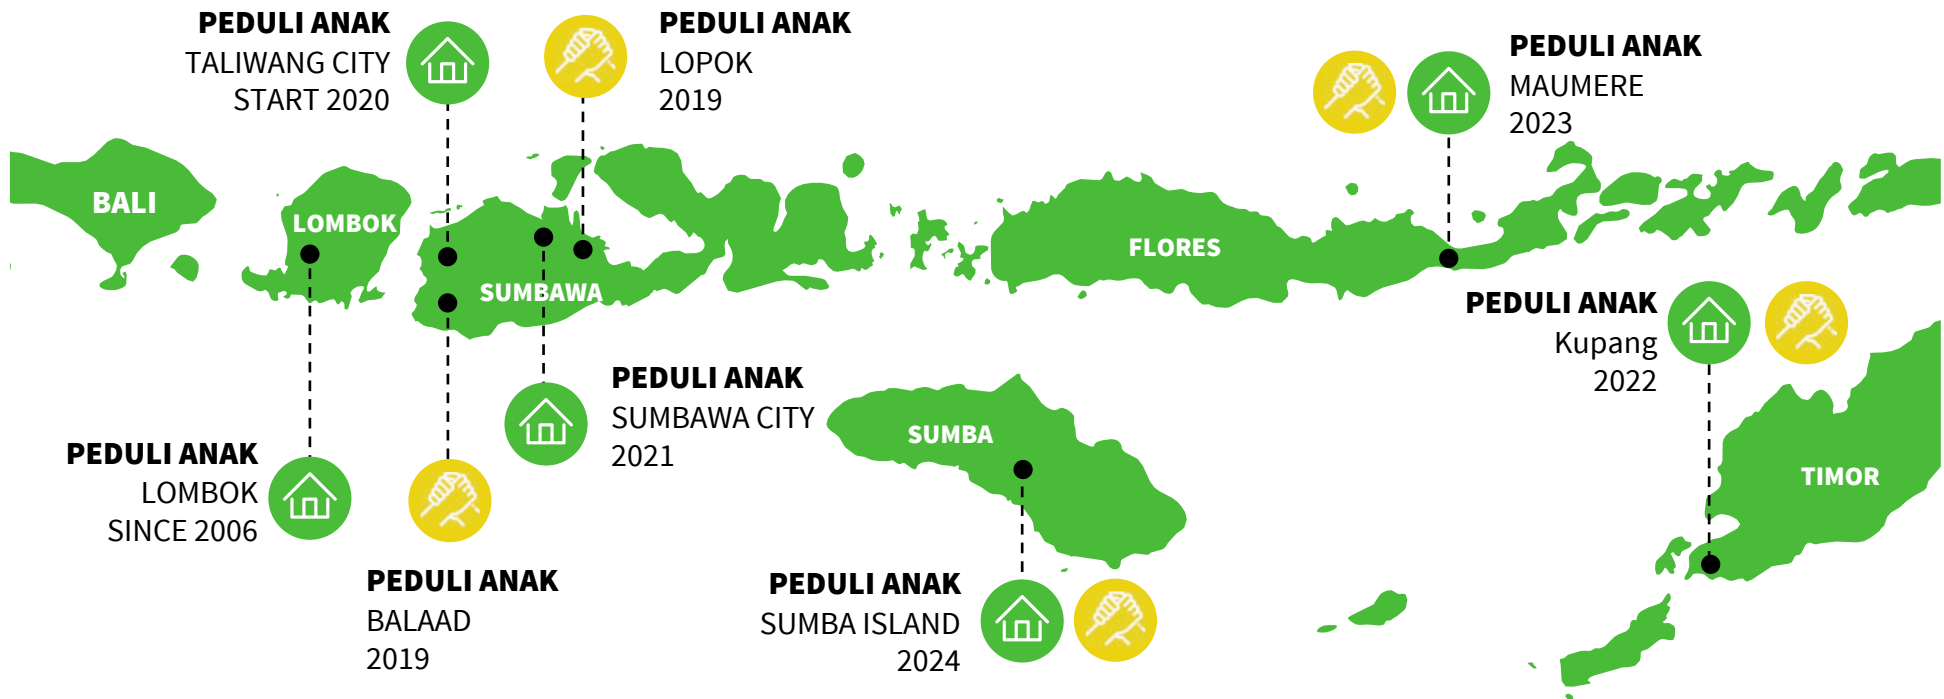 PEDULI ANAK
TALIWANG CITY
START 2020
PEDULI ANAK
LOPOK
2019
PEDULI ANAK
MAUMERE
2023
BALI
LOMBOK
SUMBAWA
FLORES
PEDULI ANAK
Kupang
2022
PEDULI ANAK
SUMBAWA CITY
2021
SUMBA
TIMOR
PEDULI ANAK
LOMBOK
SINCE 2006
PEDULI ANAK
BALAAD
2019
PEDULI ANAK
SUMBA ISLAND
2024